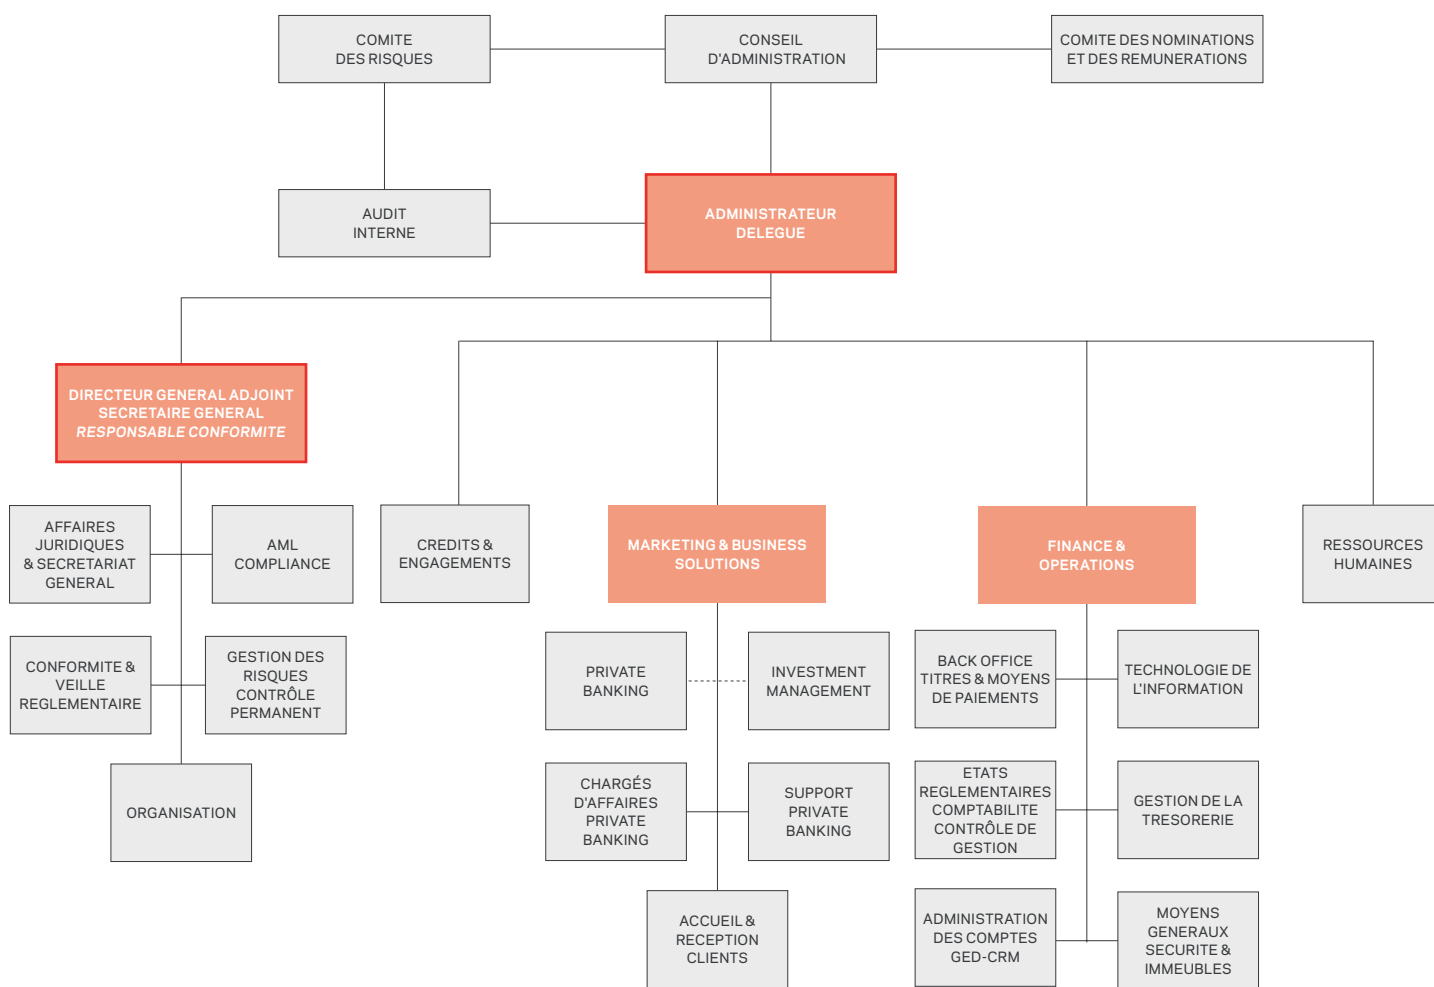 COMITE
DES RISQUES
CONSEIL
D'ADMINISTRATION
COMITE DES NOMINATIONS
ET DES REMUNERATIONS
AUDIT
INTERNE
ADMINISTRATEUR
DELEGUE
DIRECTEUR GENERAL ADJOINT
SECRETAIRE GENERAL
RESPONSABLE CONFORMITE
AFFAIRES
JURIDIQUES
& SECRETARIAT
GENERAL
AML
COMPLIANCE
CONFORMITE &
VEILLE
REGLEMENTAIRE
GESTION DES
RISQUES
CONTRÔLE
PERMANENT
ORGANISATION
CREDITS &
ENGAGEMENTS
MARKETING & BUSINESS
SOLUTIONS
PRIVATE
BANKING
INVESTMENT
MANAGEMENT
CHARGÉS
D'AFFAIRES
PRIVATE
BANKING
SUPPORT
PRIVATE
BANKING
ACCUEIL &
RECEPTION
CLIENTS
FINANCE &
OPERATIONS
BACK OFFICE
TITRES & MOYENS
DE PAIEMENTS
TECHNOLOGIE DE
L'INFORMATION
ETATS
REGLEMENTAIRES
COMPTABILITE
CONTRÔLE DE
GESTION
GESTION DE LA
TRESORERIE
ADMINISTRATION
DES COMPTES
GED-CRM
MOYENS
GENERAUX
SECURITE &
IMMEUBLES
RESSOURCES
HUMAINES